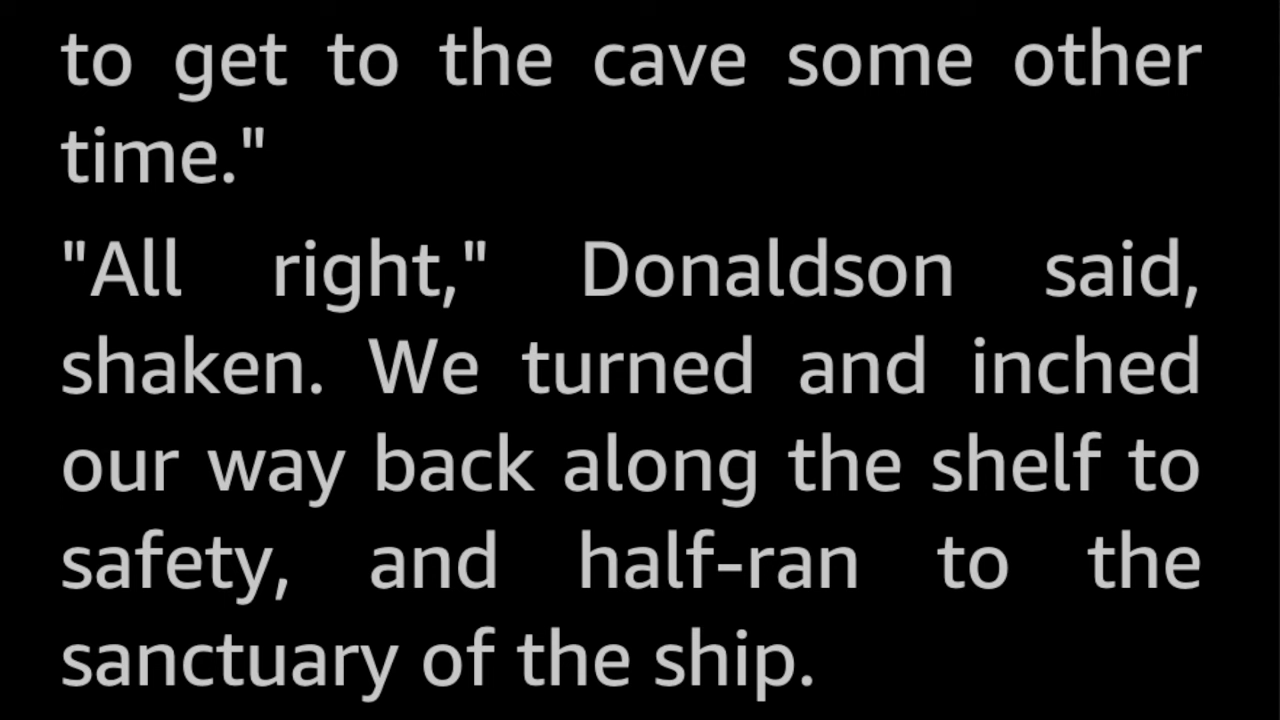 to get to the cave some other
time."
"All right," Donaldson said,
shaken. We turned and inched
our way back along the shelf to
safety, and half-ran to the
sanctuary of the ship.